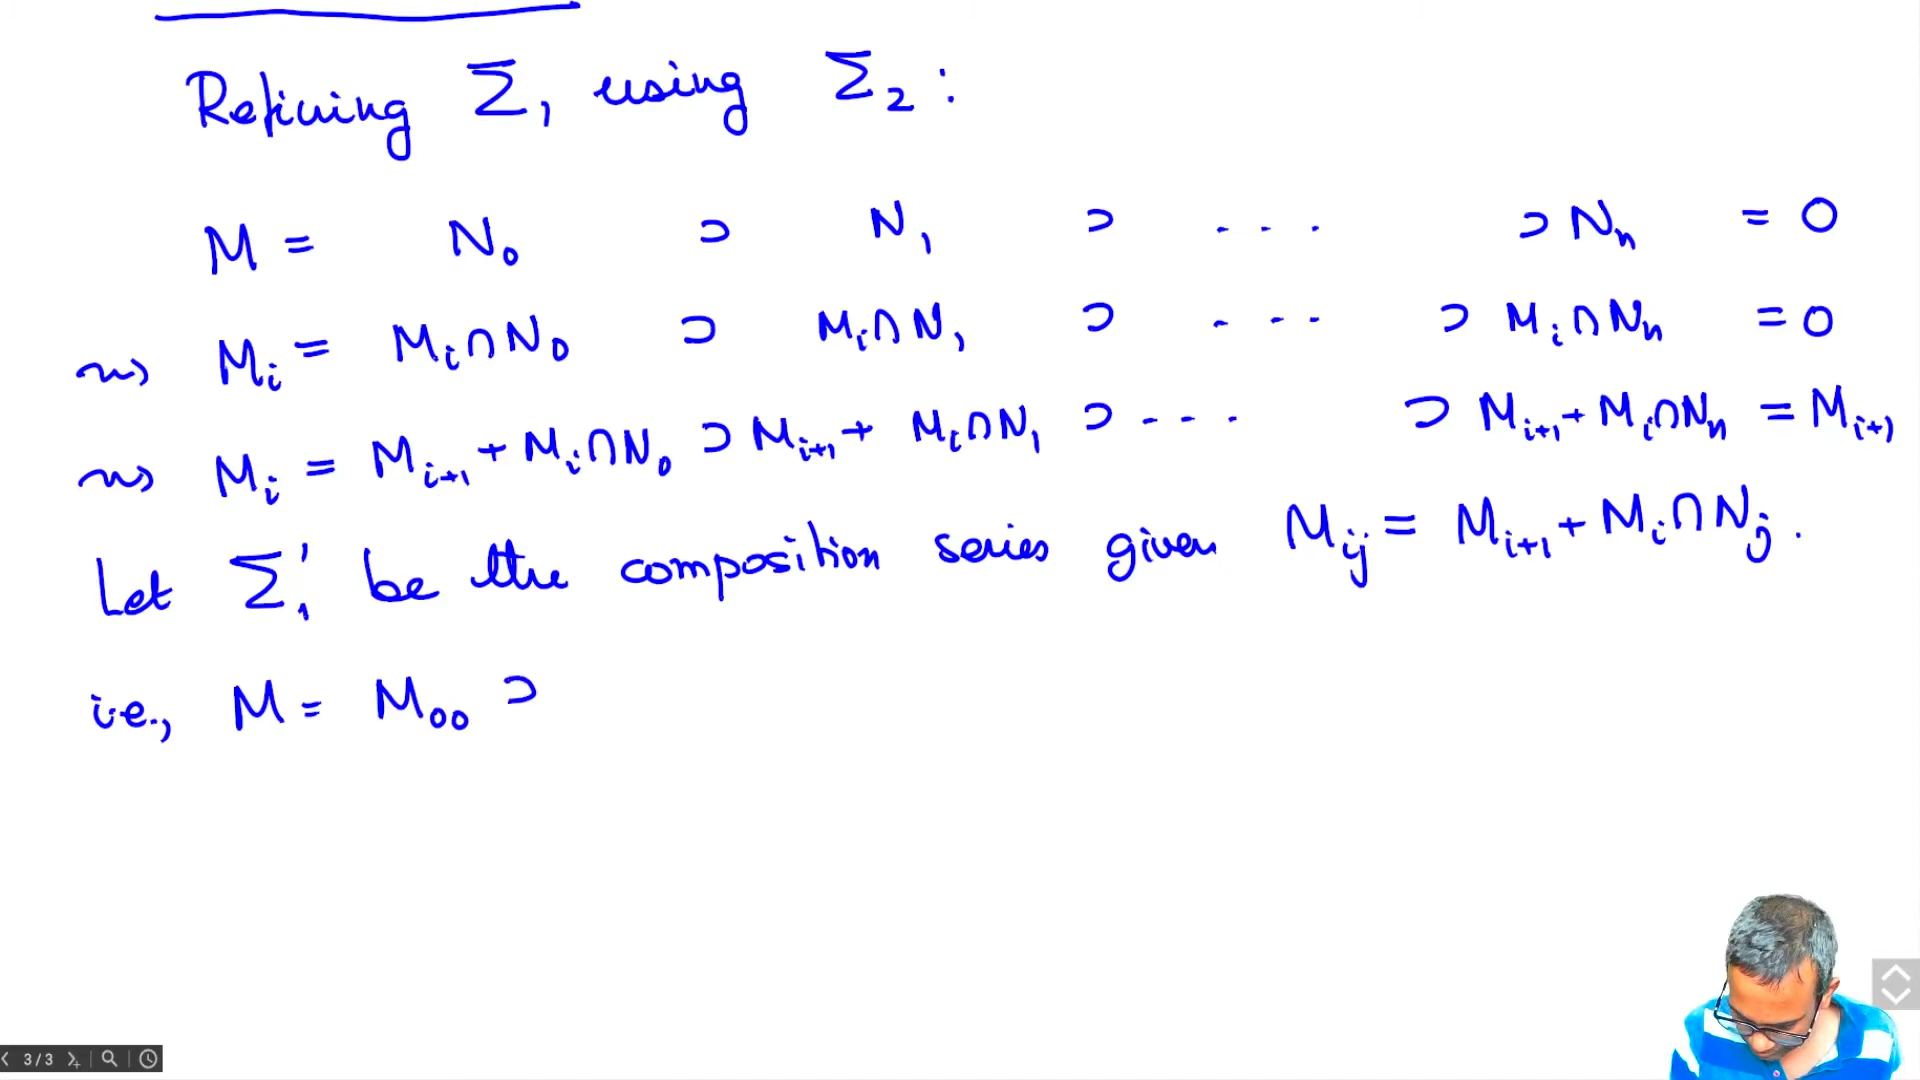 Refining Σ₁ using Σ₂ :
M = N₀ ⊃ N₁ ⊃ ... ⊃ Nₙ = 0
⇝ Mᵢ = Mᵢ∩N₀ ⊃ Mᵢ∩N₁ ⊃ ... ⊃ Mᵢ∩Nₙ = 0
⇝ Mᵢ = Mᵢ₊₁ + Mᵢ∩N₀ ⊃ Mᵢ₊₁ + Mᵢ∩N₁ ⊃ ... ⊃ Mᵢ₊₁ + Mᵢ∩Nₙ = Mᵢ₊₁
Let Σ₁' be the composition series given Mᵢⱼ = Mᵢ₊₁ + Mᵢ∩Nⱼ .
i.e., M = M₀₀ ⊃
3/3